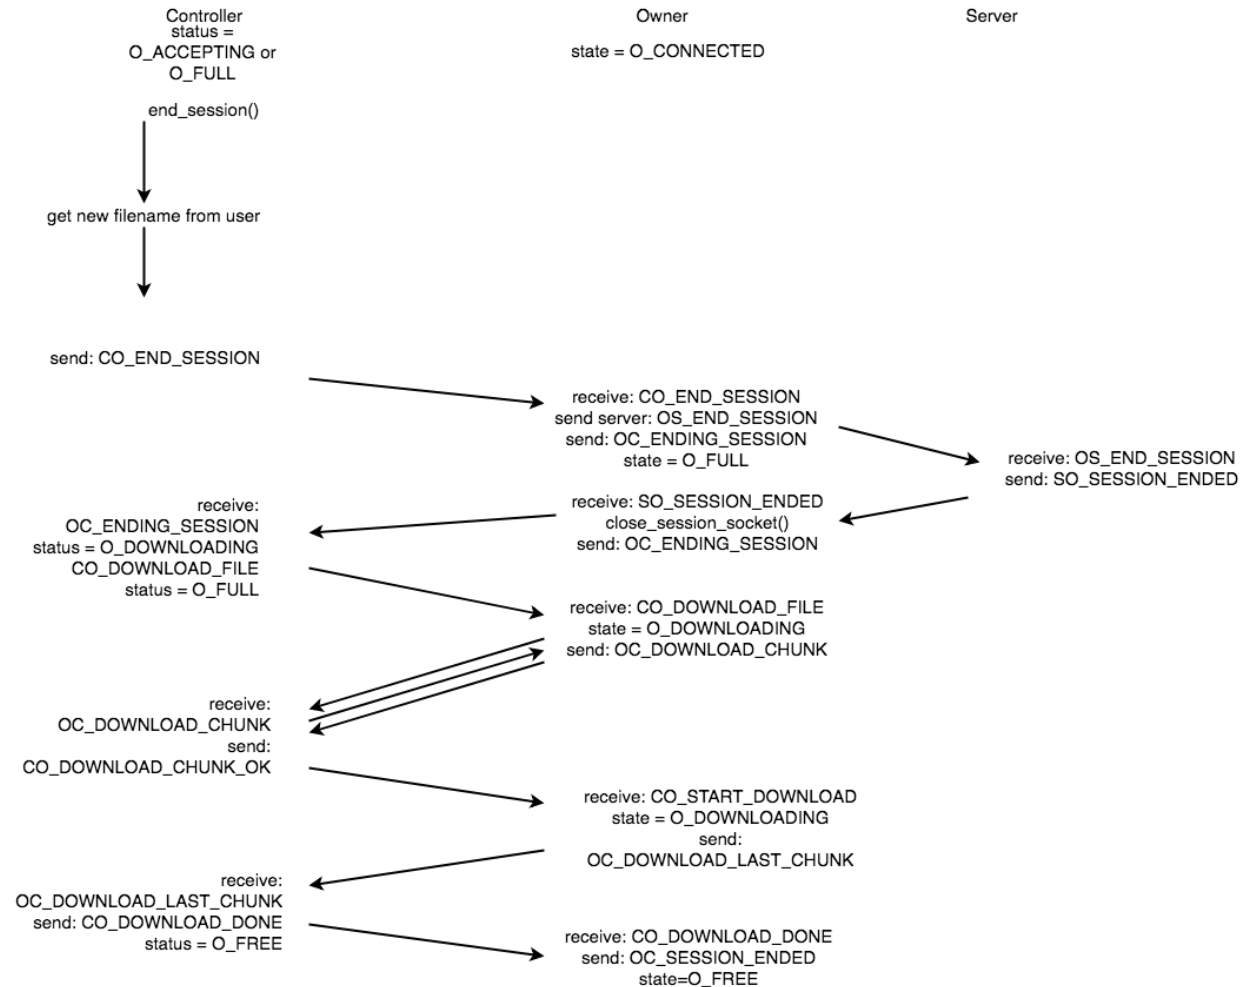 Controller
status =
O_ACCEPTING or
O_FULL
Owner
state = O_CONNECTED
Server
end_session()
get new filename from user
send: CO_END_SESSION
receive: CO_END_SESSION
send server: OS_END_SESSION
send: OC_ENDING_SESSION
state = O_FULL
receive: OS_END_SESSION
send: SO_SESSION_ENDED
receive: SO_SESSION_ENDED
close_session_socket()
send: OC_ENDING_SESSION
receive:
OC_ENDING_SESSION
status = O_DOWNLOADING
CO_DOWNLOAD_FILE
status = O_FULL
receive: CO_DOWNLOAD_FILE
state = O_DOWNLOADING
send: OC_DOWNLOAD_CHUNK
receive:
OC_DOWNLOAD_CHUNK
send:
CO_DOWNLOAD_CHUNK_OK
receive: CO_START_DOWNLOAD
state = O_DOWNLOADING
send:
OC_DOWNLOAD_LAST_CHUNK
receive:
OC_DOWNLOAD_LAST_CHUNK
send: CO_DOWNLOAD_DONE
status = O_FREE
receive: CO_DOWNLOAD_DONE
send: OC_SESSION_ENDED
state=O_FREE